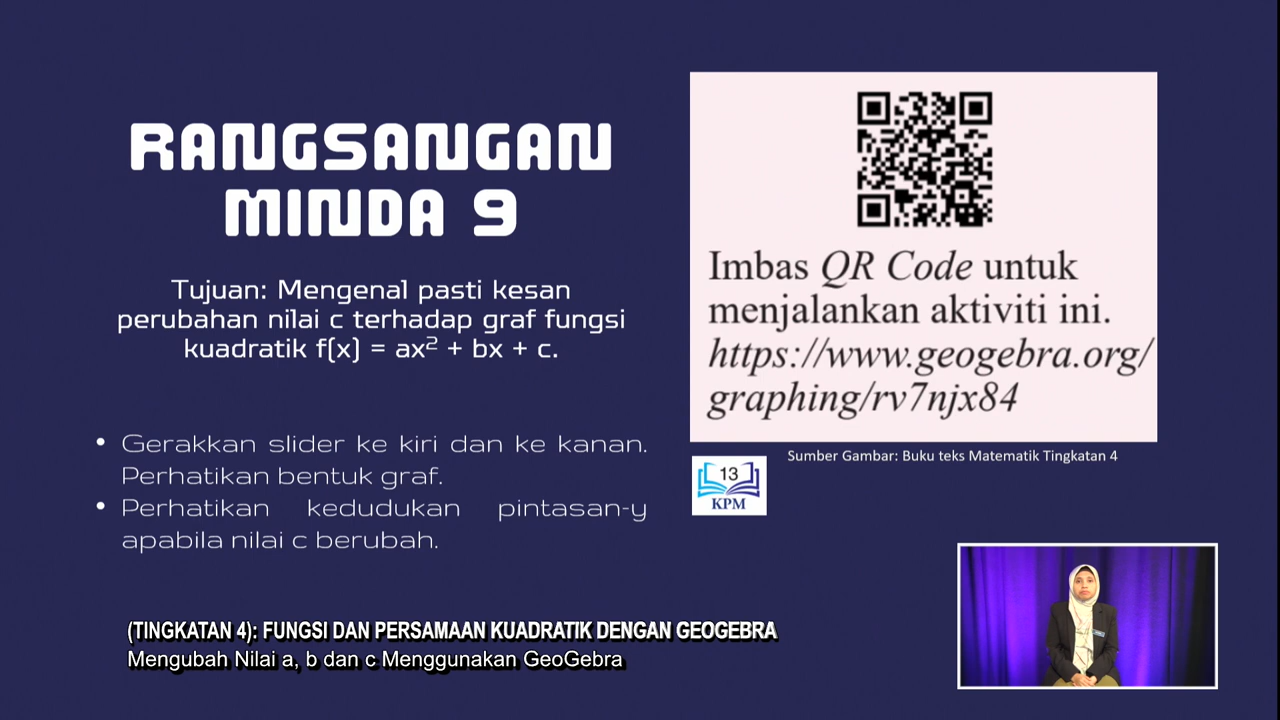 RANGSANGAN
MINDA 9
Tujuan: Mengenal pasti kesan
perubahan nilai c terhadap graf fungsi
kuadratik f(x) = ax² + bx + c.
• Gerakkan slider ke kiri dan ke kanan.
Perhatikan bentuk graf.
• Perhatikan kedudukan pintasan-y
apabila nilai c berubah.
Imbas QR Code untuk
menjalankan aktiviti ini.
https://www.geogebra.org/
graphing/rv7njx84
Sumber Gambar: Buku teks Matematik Tingkatan 4
13
KPM
(TINGKATAN 4): FUNGSI DAN PERSAMAAN KUADRATIK DENGAN GEOGEBRA
Mengubah Nilai a, b dan c Menggunakan GeoGebra